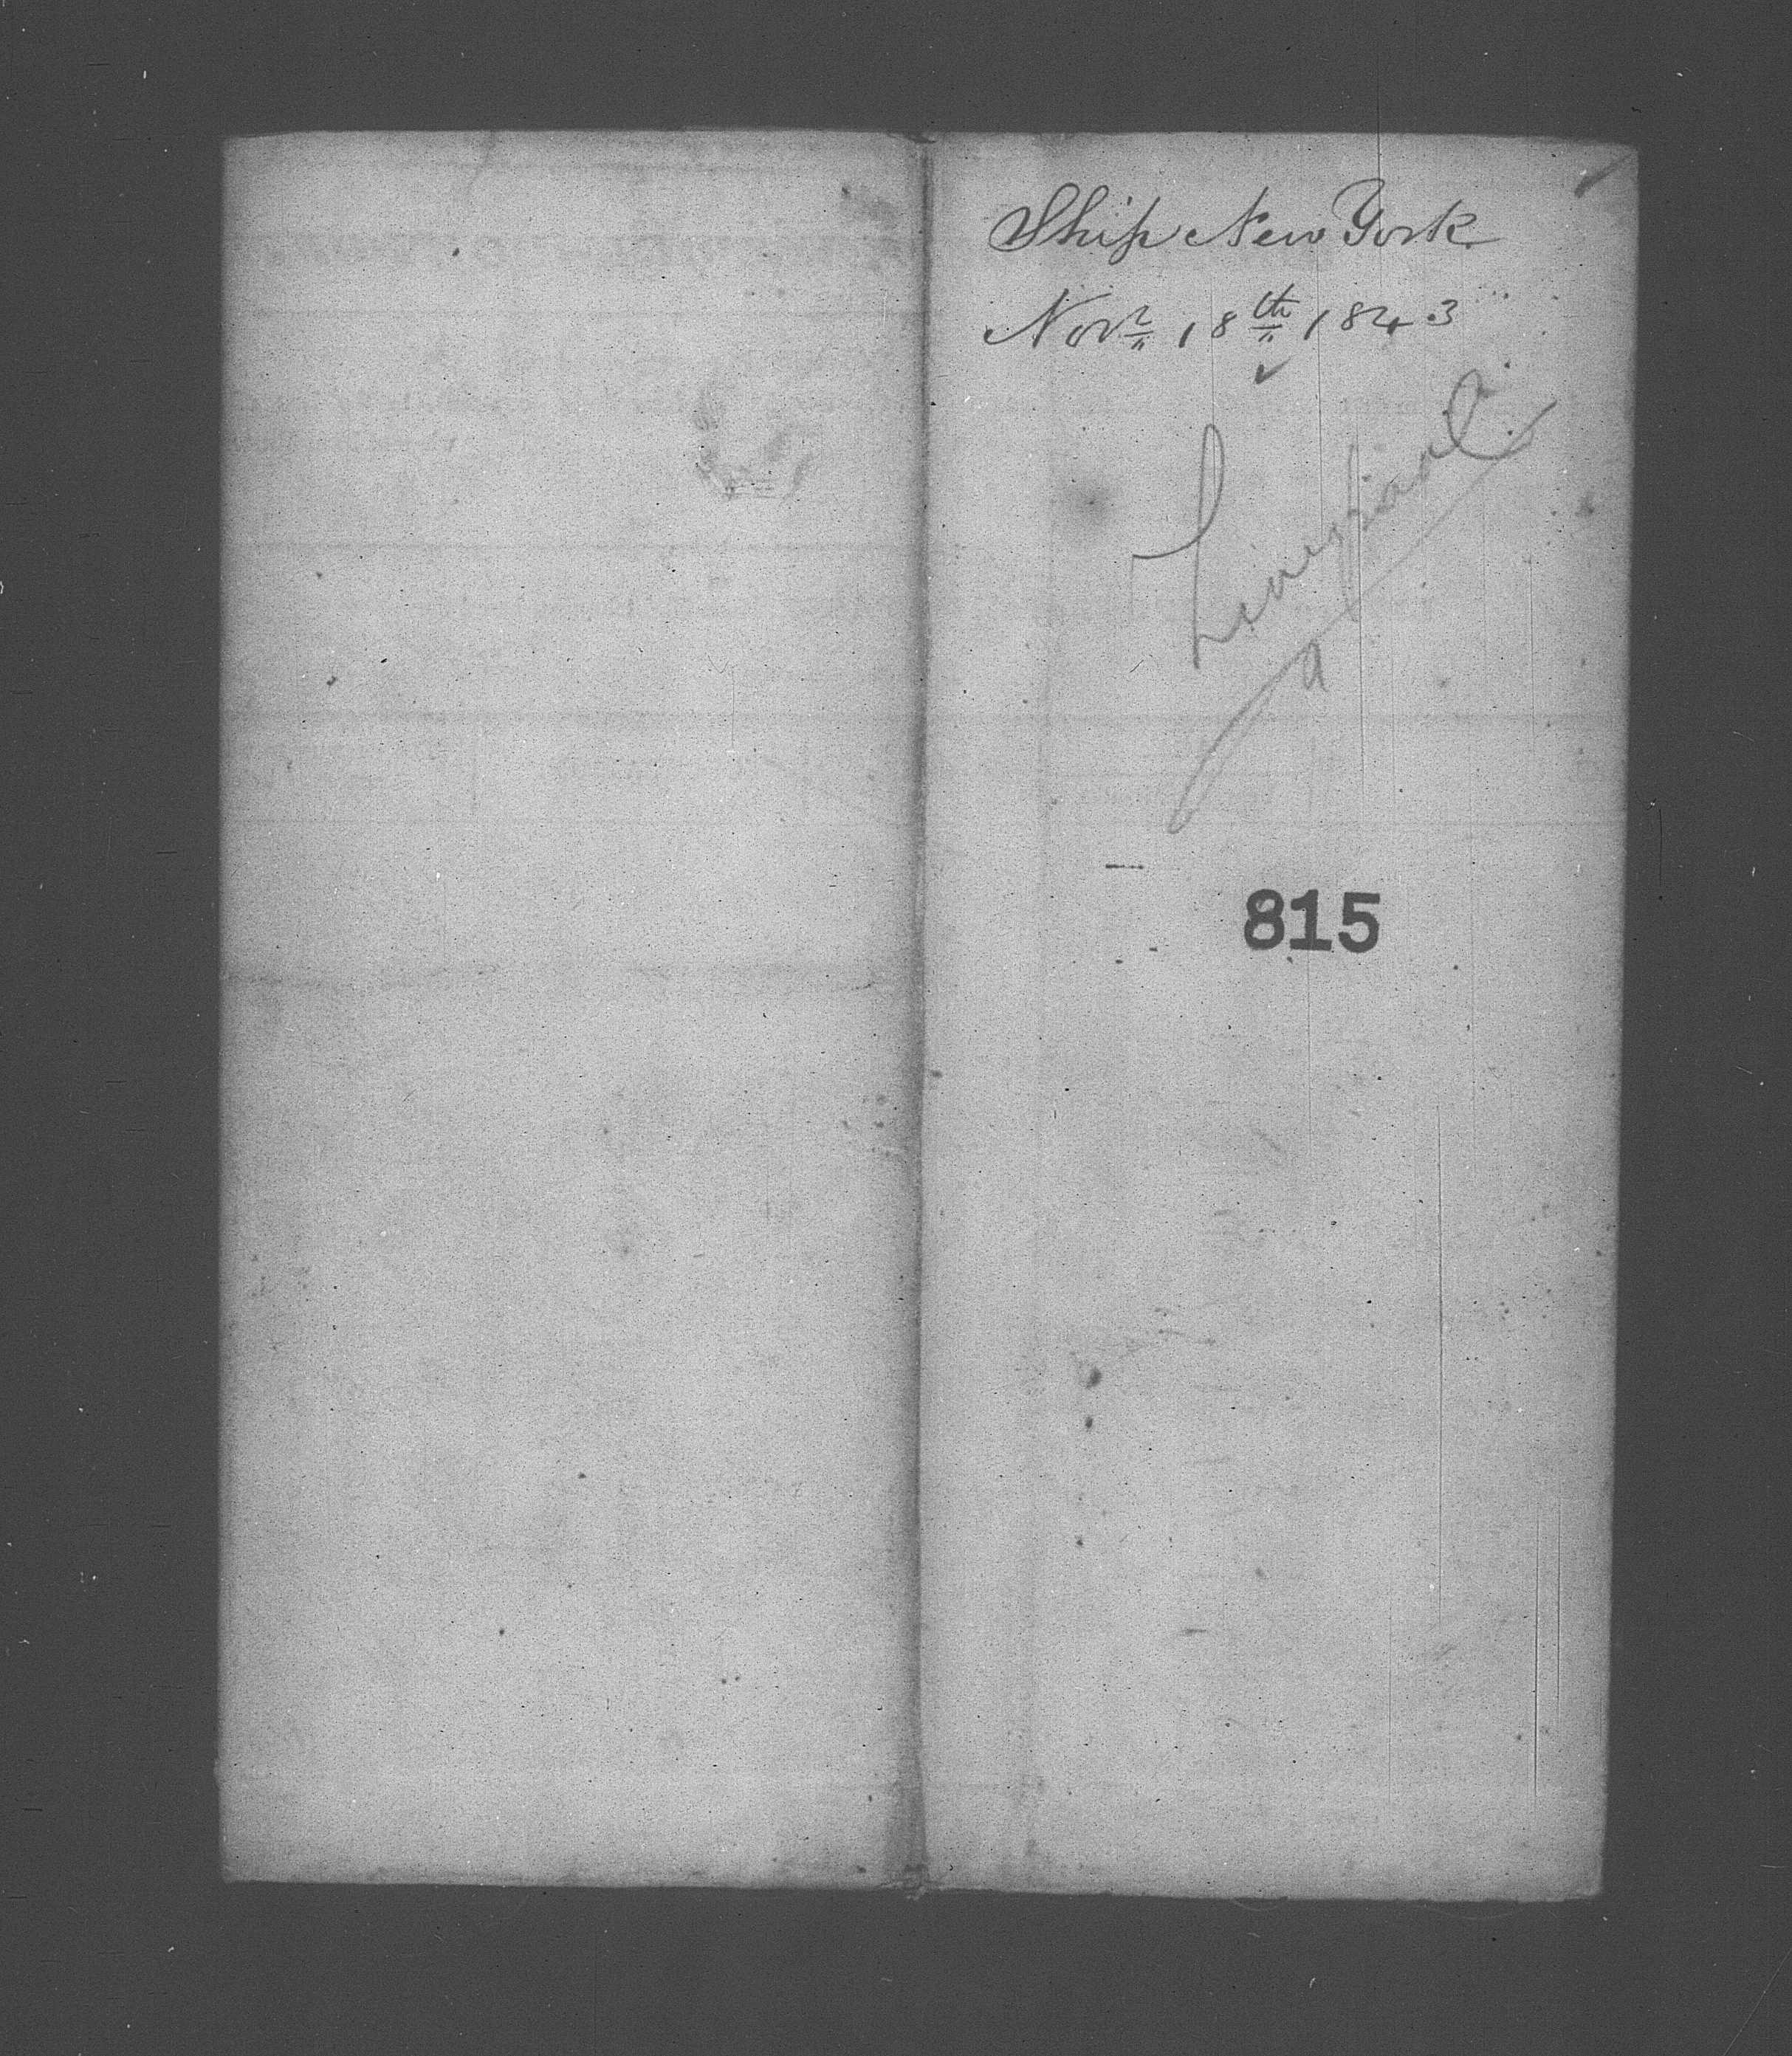 Ship New York
Novr 18th 1843
Liverpool
815